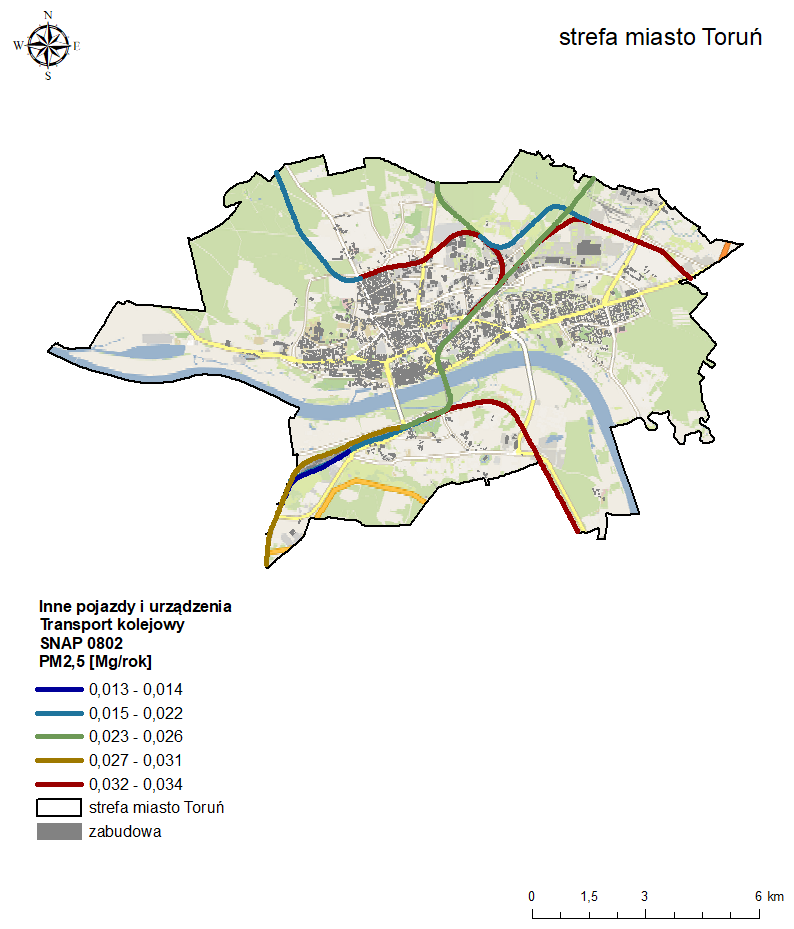 N
strefa miasto Toruń
W
E
S
Inne pojazdy i urządzenia
Transport kolejowy
SNAP 0802
PM2,5 [Mg/rok]
0,013 - 0,014
0,015 - 0,022
0,023 - 0,026
0,027 - 0,031
0,032 - 0,034
strefa miasto Toruń
zabudowa
0 1,5 3 6 km